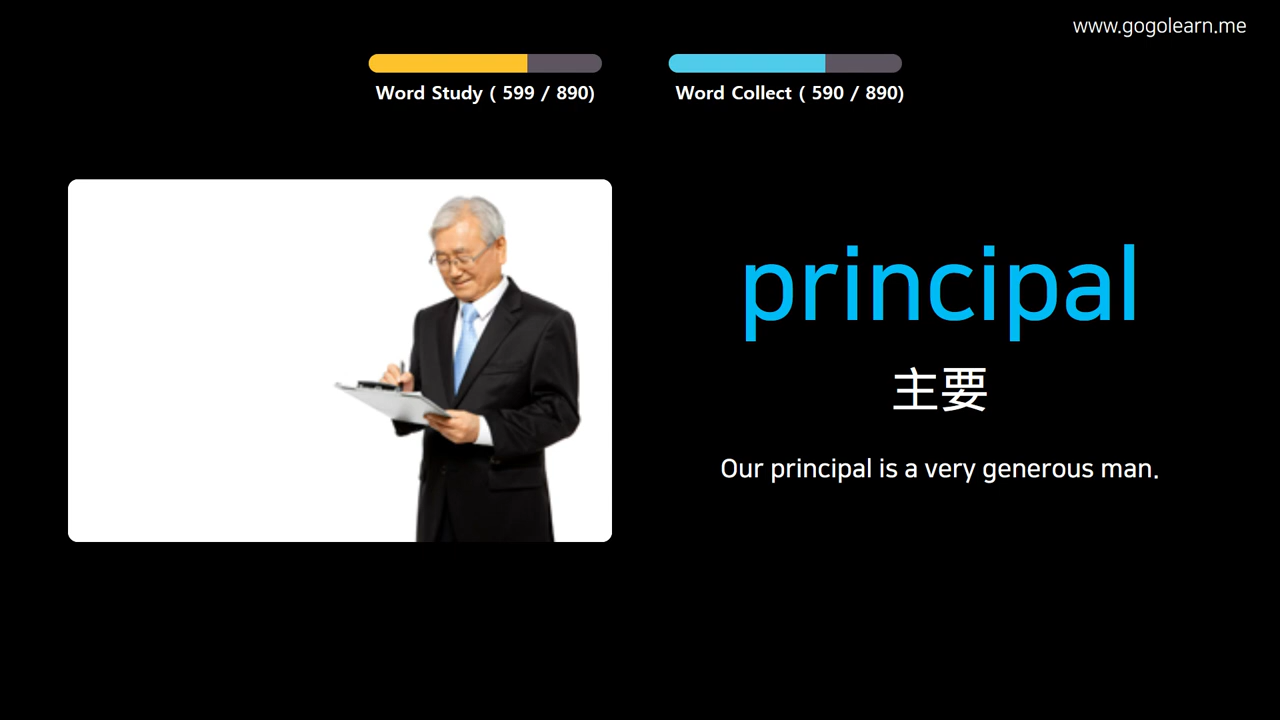 www.gogolearn.me
Word Study ( 599 / 890)
Word Collect ( 590 / 890)
principal
主要
Our principal is a very generous man.